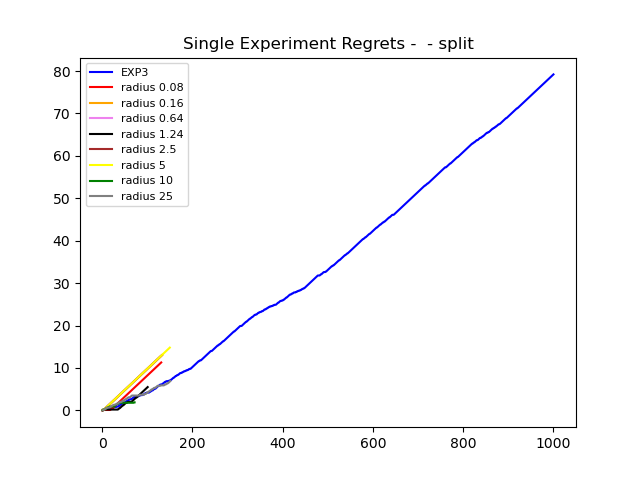 Single Experiment Regrets -  - split
EXP3
radius 0.08
radius 0.16
radius 0.64
radius 1.24
radius 2.5
radius 5
radius 10
radius 25
80
70
60
50
40
30
20
10
0
0 200 400 600 800 1000